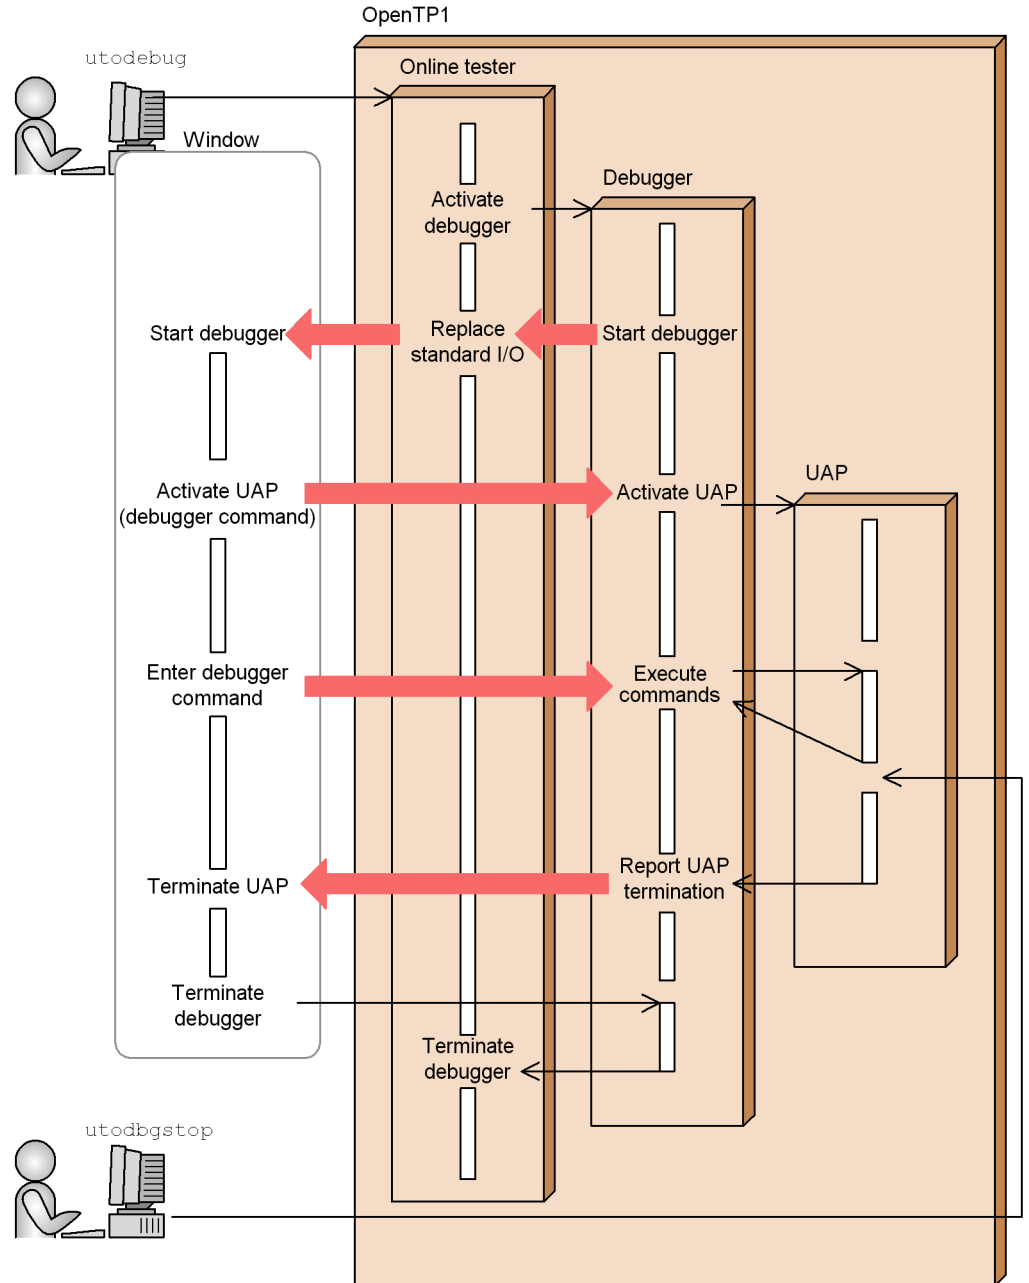 OpenTP1
utodebug
Online tester
Window
Debugger
Activate
debugger
Start debugger
Replace
standard I/O
Start debugger
UAP
Activate UAP
(debugger command)
Activate UAP
Enter debugger
command
Execute
commands
Terminate UAP
Report UAP
termination
Terminate
debugger
Terminate
debugger
utodbgstop